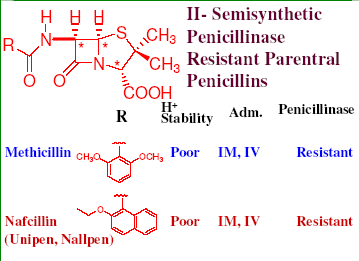 II- Semisynthetic
Penicillinase
Resistant Parentral
Penicillins
H H H
R N S CH3
* *
O O N * CH3
COOH
R H+ Stability Adm. Penicillinase
Methicillin CH3O OCH3 Poor IM, IV Resistant
Nafcillin O Poor IM, IV Resistant
(Unipen, Nallpen)